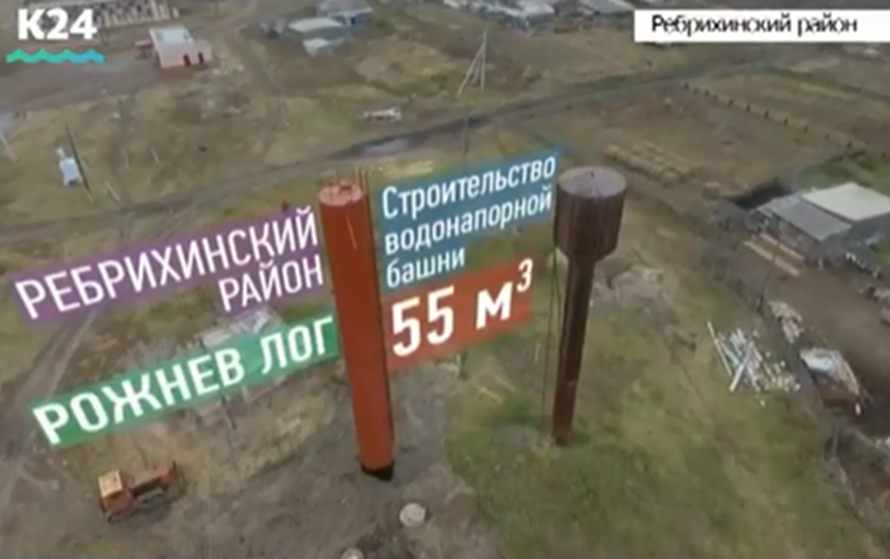 К24
Ребрихинский район
РЕБРИХИНСКИЙ
РАЙОН
РОЖНЕВ ЛОГ
Строительство
водонапорной
башни
55 м³